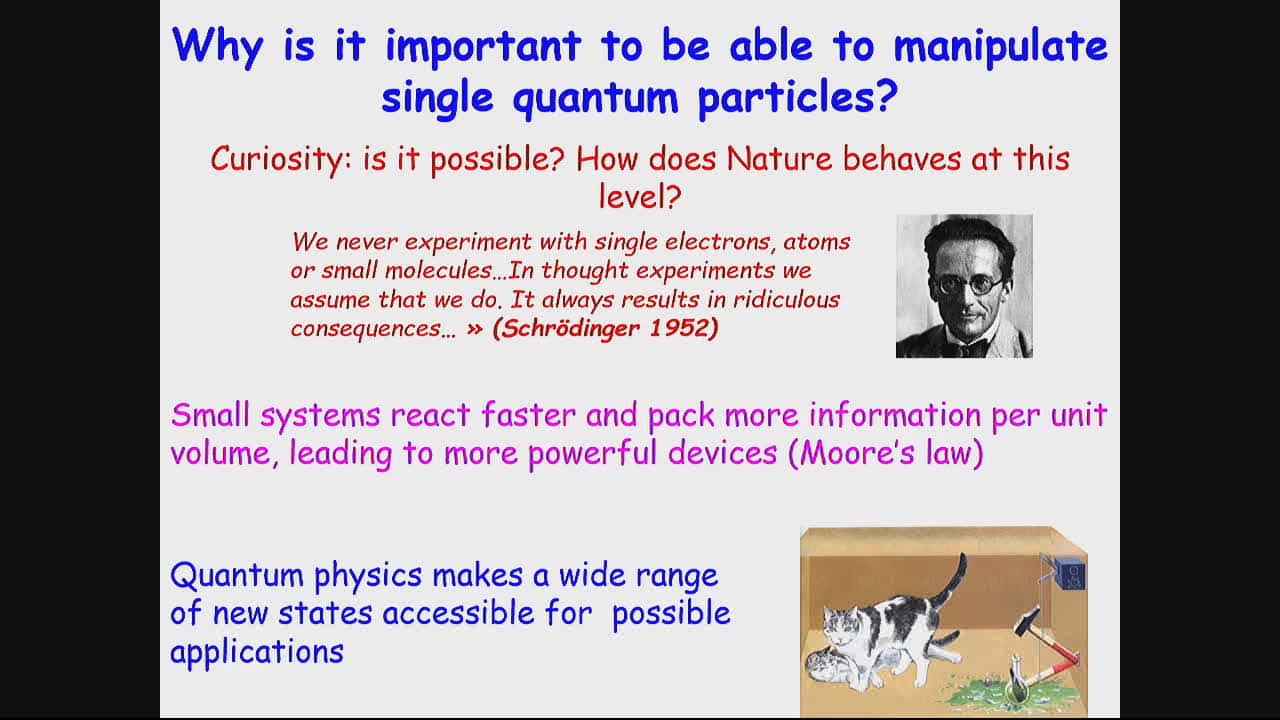 Why is it important to be able to manipulate
single quantum particles?
Curiosity: is it possible? How does Nature behaves at this
level?
We never experiment with single electrons, atoms
or small molecules…In thought experiments we
assume that we do. It always results in ridiculous
consequences… » (Schrödinger 1952)
Small systems react faster and pack more information per unit
volume, leading to more powerful devices (Moore’s law)
Quantum physics makes a wide range
of new states accessible for  possible
applications